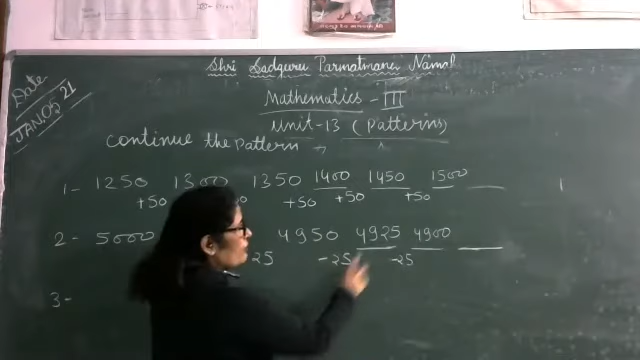 Shri Sadguru Parmatmane Namah
Date
JAN.05 21
Mathematics - III
Unit-13 (Patterns)
continue the Pattern
1- 1250 1300 1350 1400 1450 1500
+50 +50 +50 +50
2- 5000 4950 4925 4900
25 -25 -25
3-